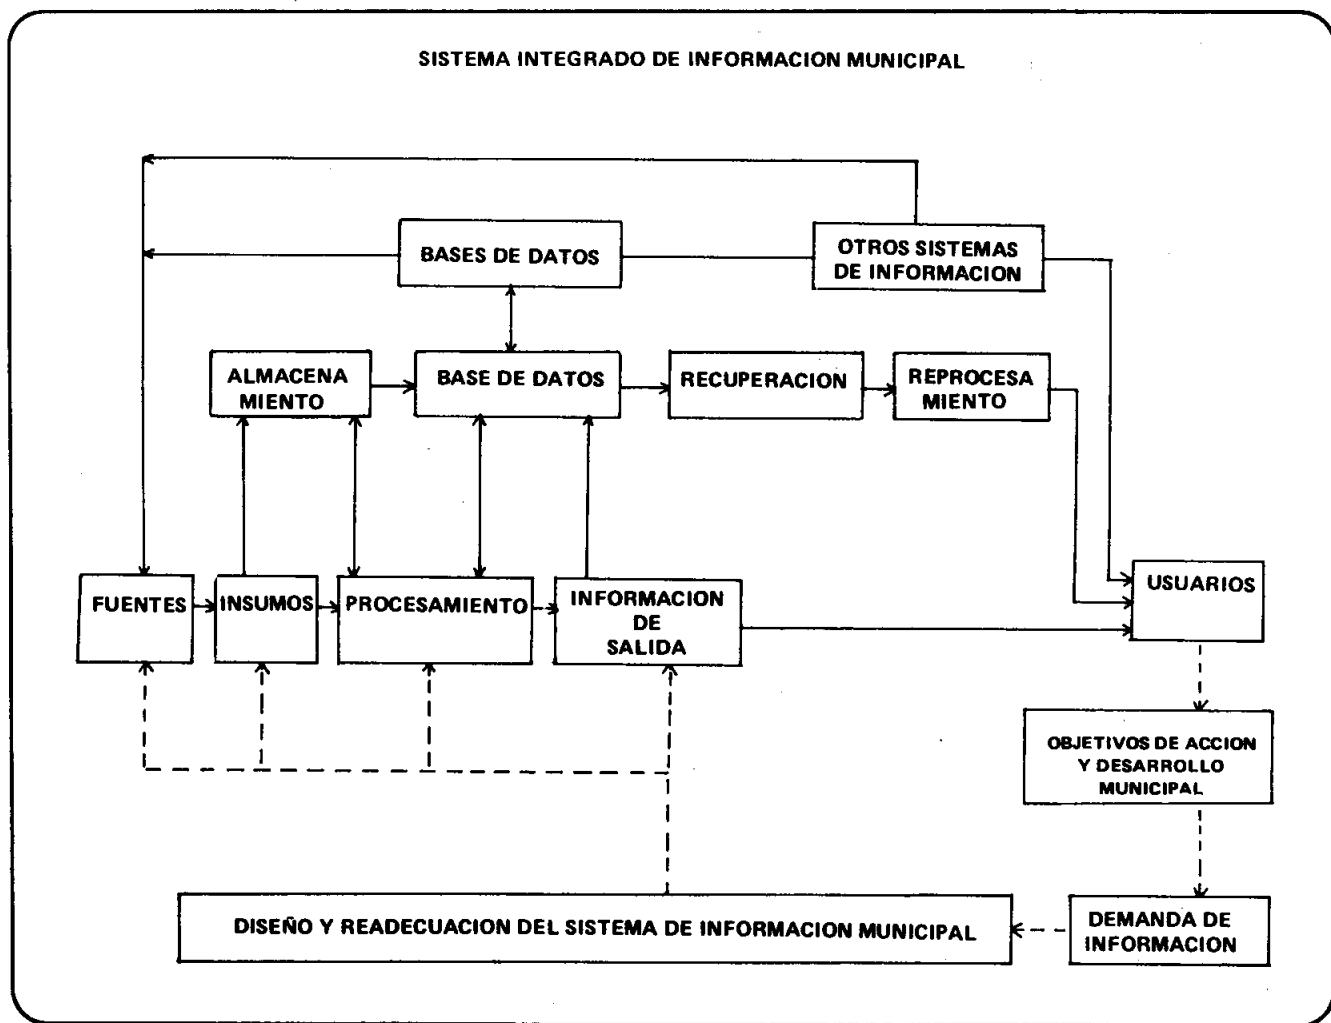 SISTEMA INTEGRADO DE INFORMACION MUNICIPAL
BASES DE DATOS
OTROS SISTEMAS
DE INFORMACION
ALMACENA
MIENTO
BASE DE DATOS
RECUPERACION
REPROCESA
MIENTO
FUENTES
INSUMOS
PROCESAMIENTO
INFORMACION
DE
SALIDA
USUARIOS
OBJETIVOS DE ACCION
Y DESARROLLO
MUNICIPAL
DISEÑO Y READECUACION DEL SISTEMA DE INFORMACION MUNICIPAL
DEMANDA DE
INFORMACION